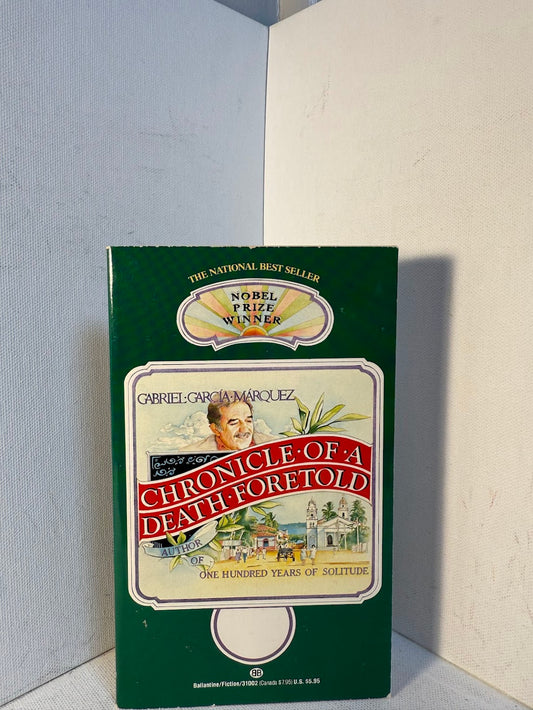 THE NATIONAL BEST SELLER
NOBEL
PRIZE
WINNER
GABRIEL·GARCÍA·MÁRQUEZ
CHRONICLE·OF·A
DEATH·FORETOLD
AUTHOR
OF
ONE HUNDRED YEARS OF SOLITUDE
BB
Ballantine/Fiction/31002 (Canada $7.95) U.S. $5.95